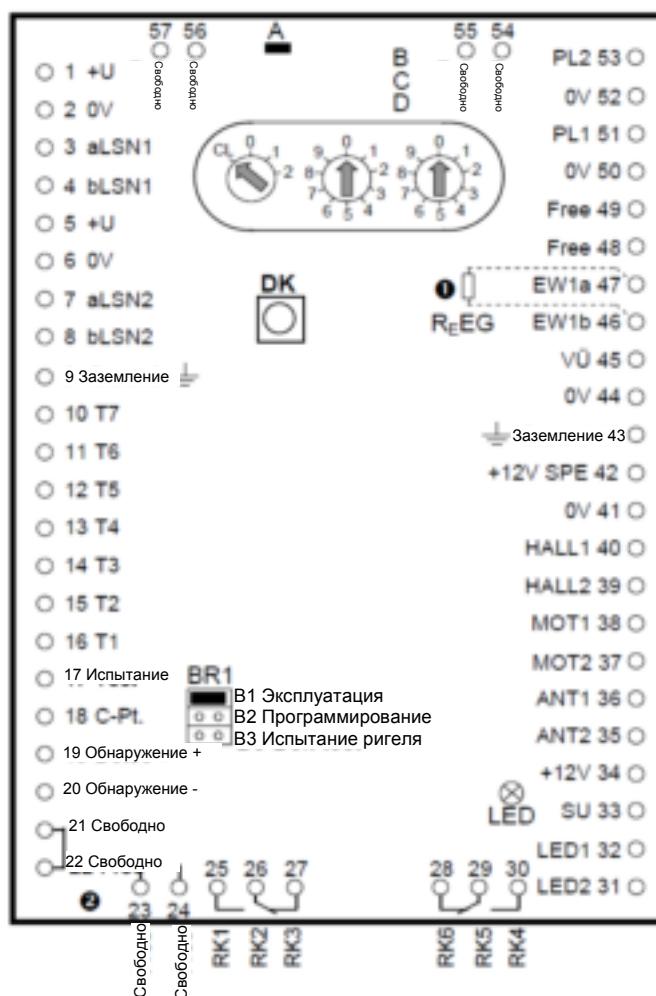 57 56 A 55 54
Свободно Свободно Свободно Свободно
B
C
D
1 +U
2 0V
3 aLSN1
4 bLSN1
5 +U
6 0V
7 aLSN2
8 bLSN2
9 Заземление
10 T7
11 T6
12 T5
13 T4
14 T3
15 T2
16 T1
17 Испытание
18 C-Pt.
19 Обнаружение +
20 Обнаружение -
21 Свободно
22 Свободно
CL 0 1 2
0 1 2 3 4 5 6 7 8 9
0 1 2 3 4 5 6 7 8 9
DK
❶
REEG
BR1
B1 Эксплуатация
B2 Программирование
B3 Испытание ригеля
LED
PL2 53
0V 52
PL1 51
0V 50
Free 49
Free 48
EW1a 47
EW1b 46
VÜ 45
0V 44
Заземление 43
+12V SPE 42
0V 41
HALL1 40
HALL2 39
MOT1 38
MOT2 37
ANT1 36
ANT2 35
+12V 34
SU 33
LED1 32
LED2 31
❷
23 24 25 26 27 28 29 30
Свободно Свободно RK1 RK2 RK3 RK6 RK5 RK4